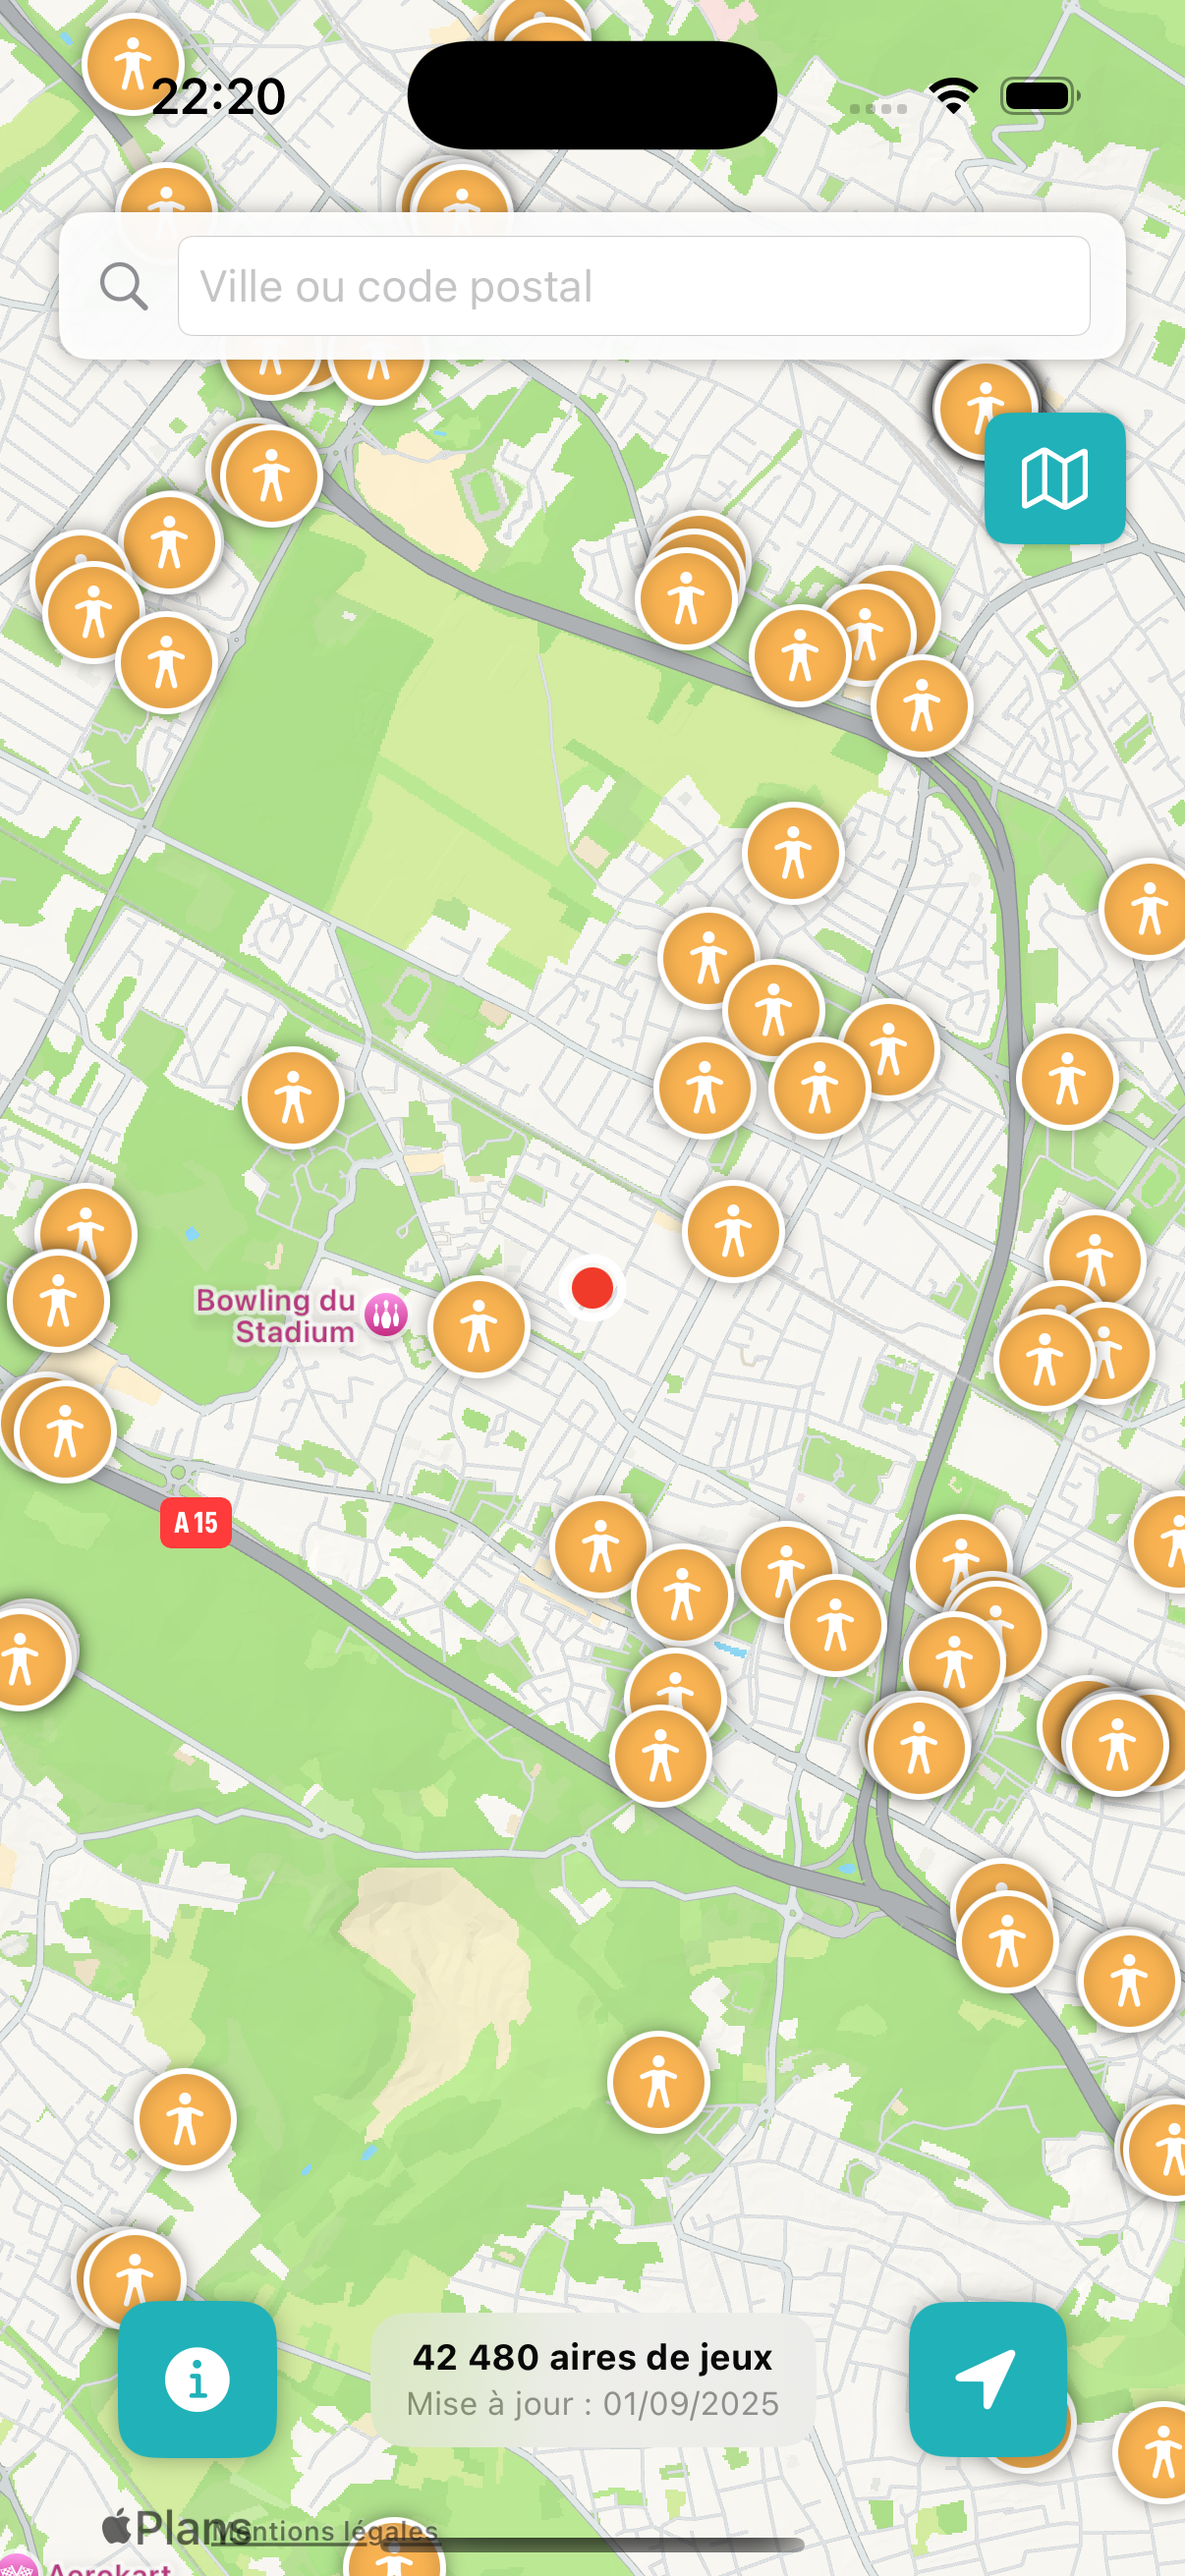 22:20
Ville ou code postal
Bowling du
Stadium
A 15
42 480 aires de jeux
Mise à jour : 01/09/2025
Plans
Mentions légales
Aerokart